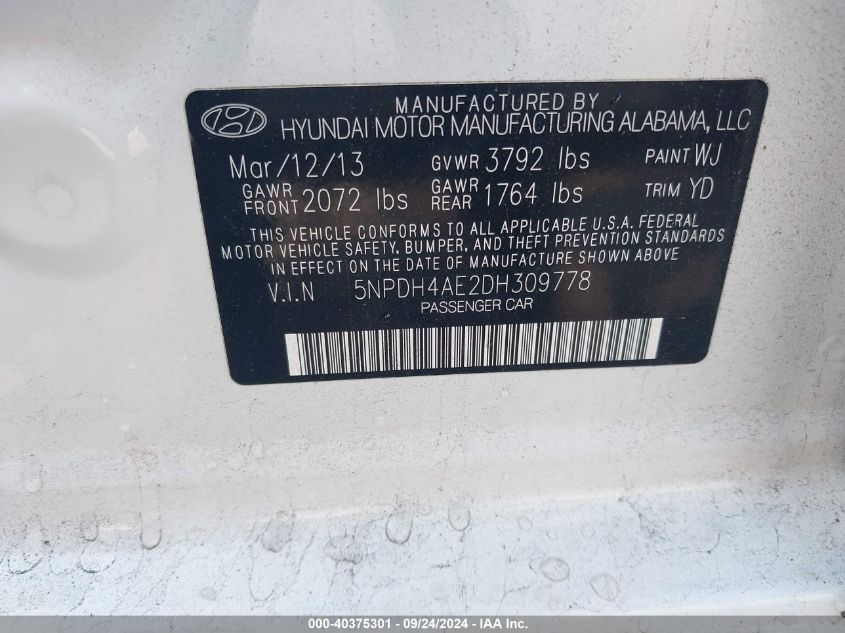 MANUFACTURED BY
HYUNDAI MOTOR MANUFACTURING ALABAMA, LLC
Mar/12/13 GVWR 3792 lbs PAINT WJ
GAWR FRONT 2072 lbs GAWR REAR 1764 lbs TRIM YD
THIS VEHICLE CONFORMS TO ALL APPLICABLE U.S.A. FEDERAL
MOTOR VEHICLE SAFETY, BUMPER, AND THEFT PREVENTION STANDARDS
IN EFFECT ON THE DATE OF MANUFACTURE SHOWN ABOVE
V.I.N 5NPDH4AE2DH309778
PASSENGER CAR
000-40375301 - 09/24/2024 - IAAI.com.